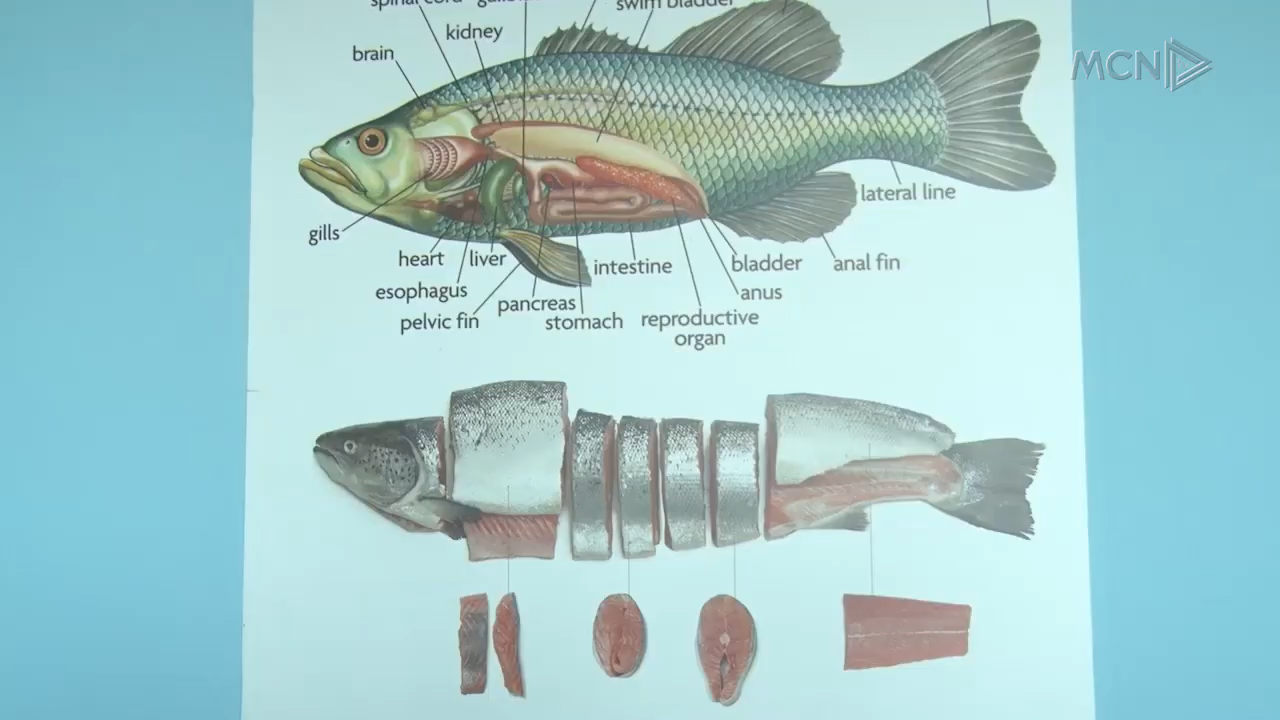 spinal cord
swim bladder
kidney
brain
MCN
lateral line
gills
heart
liver
intestine
bladder
anal fin
esophagus
pancreas
anus
pelvic fin
stomach
reproductive
organ